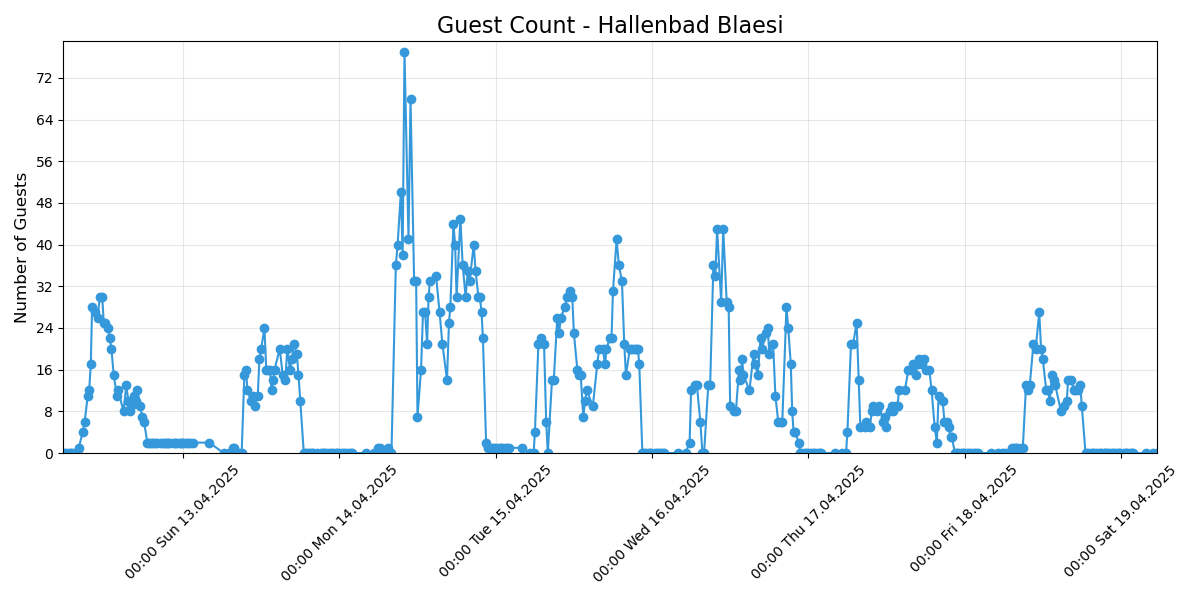 Guest Count - Hallenbad Blaesi
Number of Guests
72
64
56
48
40
32
24
16
8
0
00:00 Sun 13.04.2025
00:00 Mon 14.04.2025
00:00 Tue 15.04.2025
00:00 Wed 16.04.2025
00:00 Thu 17.04.2025
00:00 Fri 18.04.2025
00:00 Sat 19.04.2025